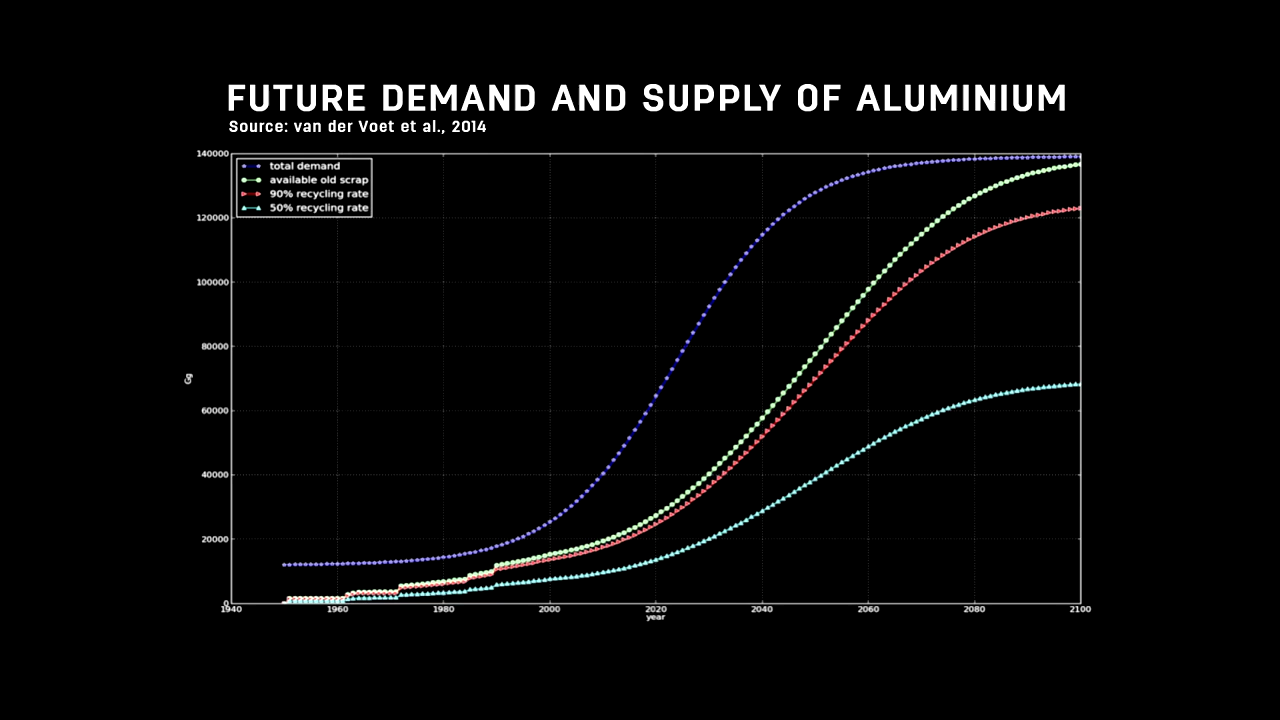 FUTURE DEMAND AND SUPPLY OF ALUMINIUM
Source: van der Voet et al., 2014
140000
total demand
available old scrap
90% recycling rate
50% recycling rate
120000
100000
80000
Gg
60000
40000
20000
0
1940 1960 1980 2000 2020 2040 2060 2080 2100
year